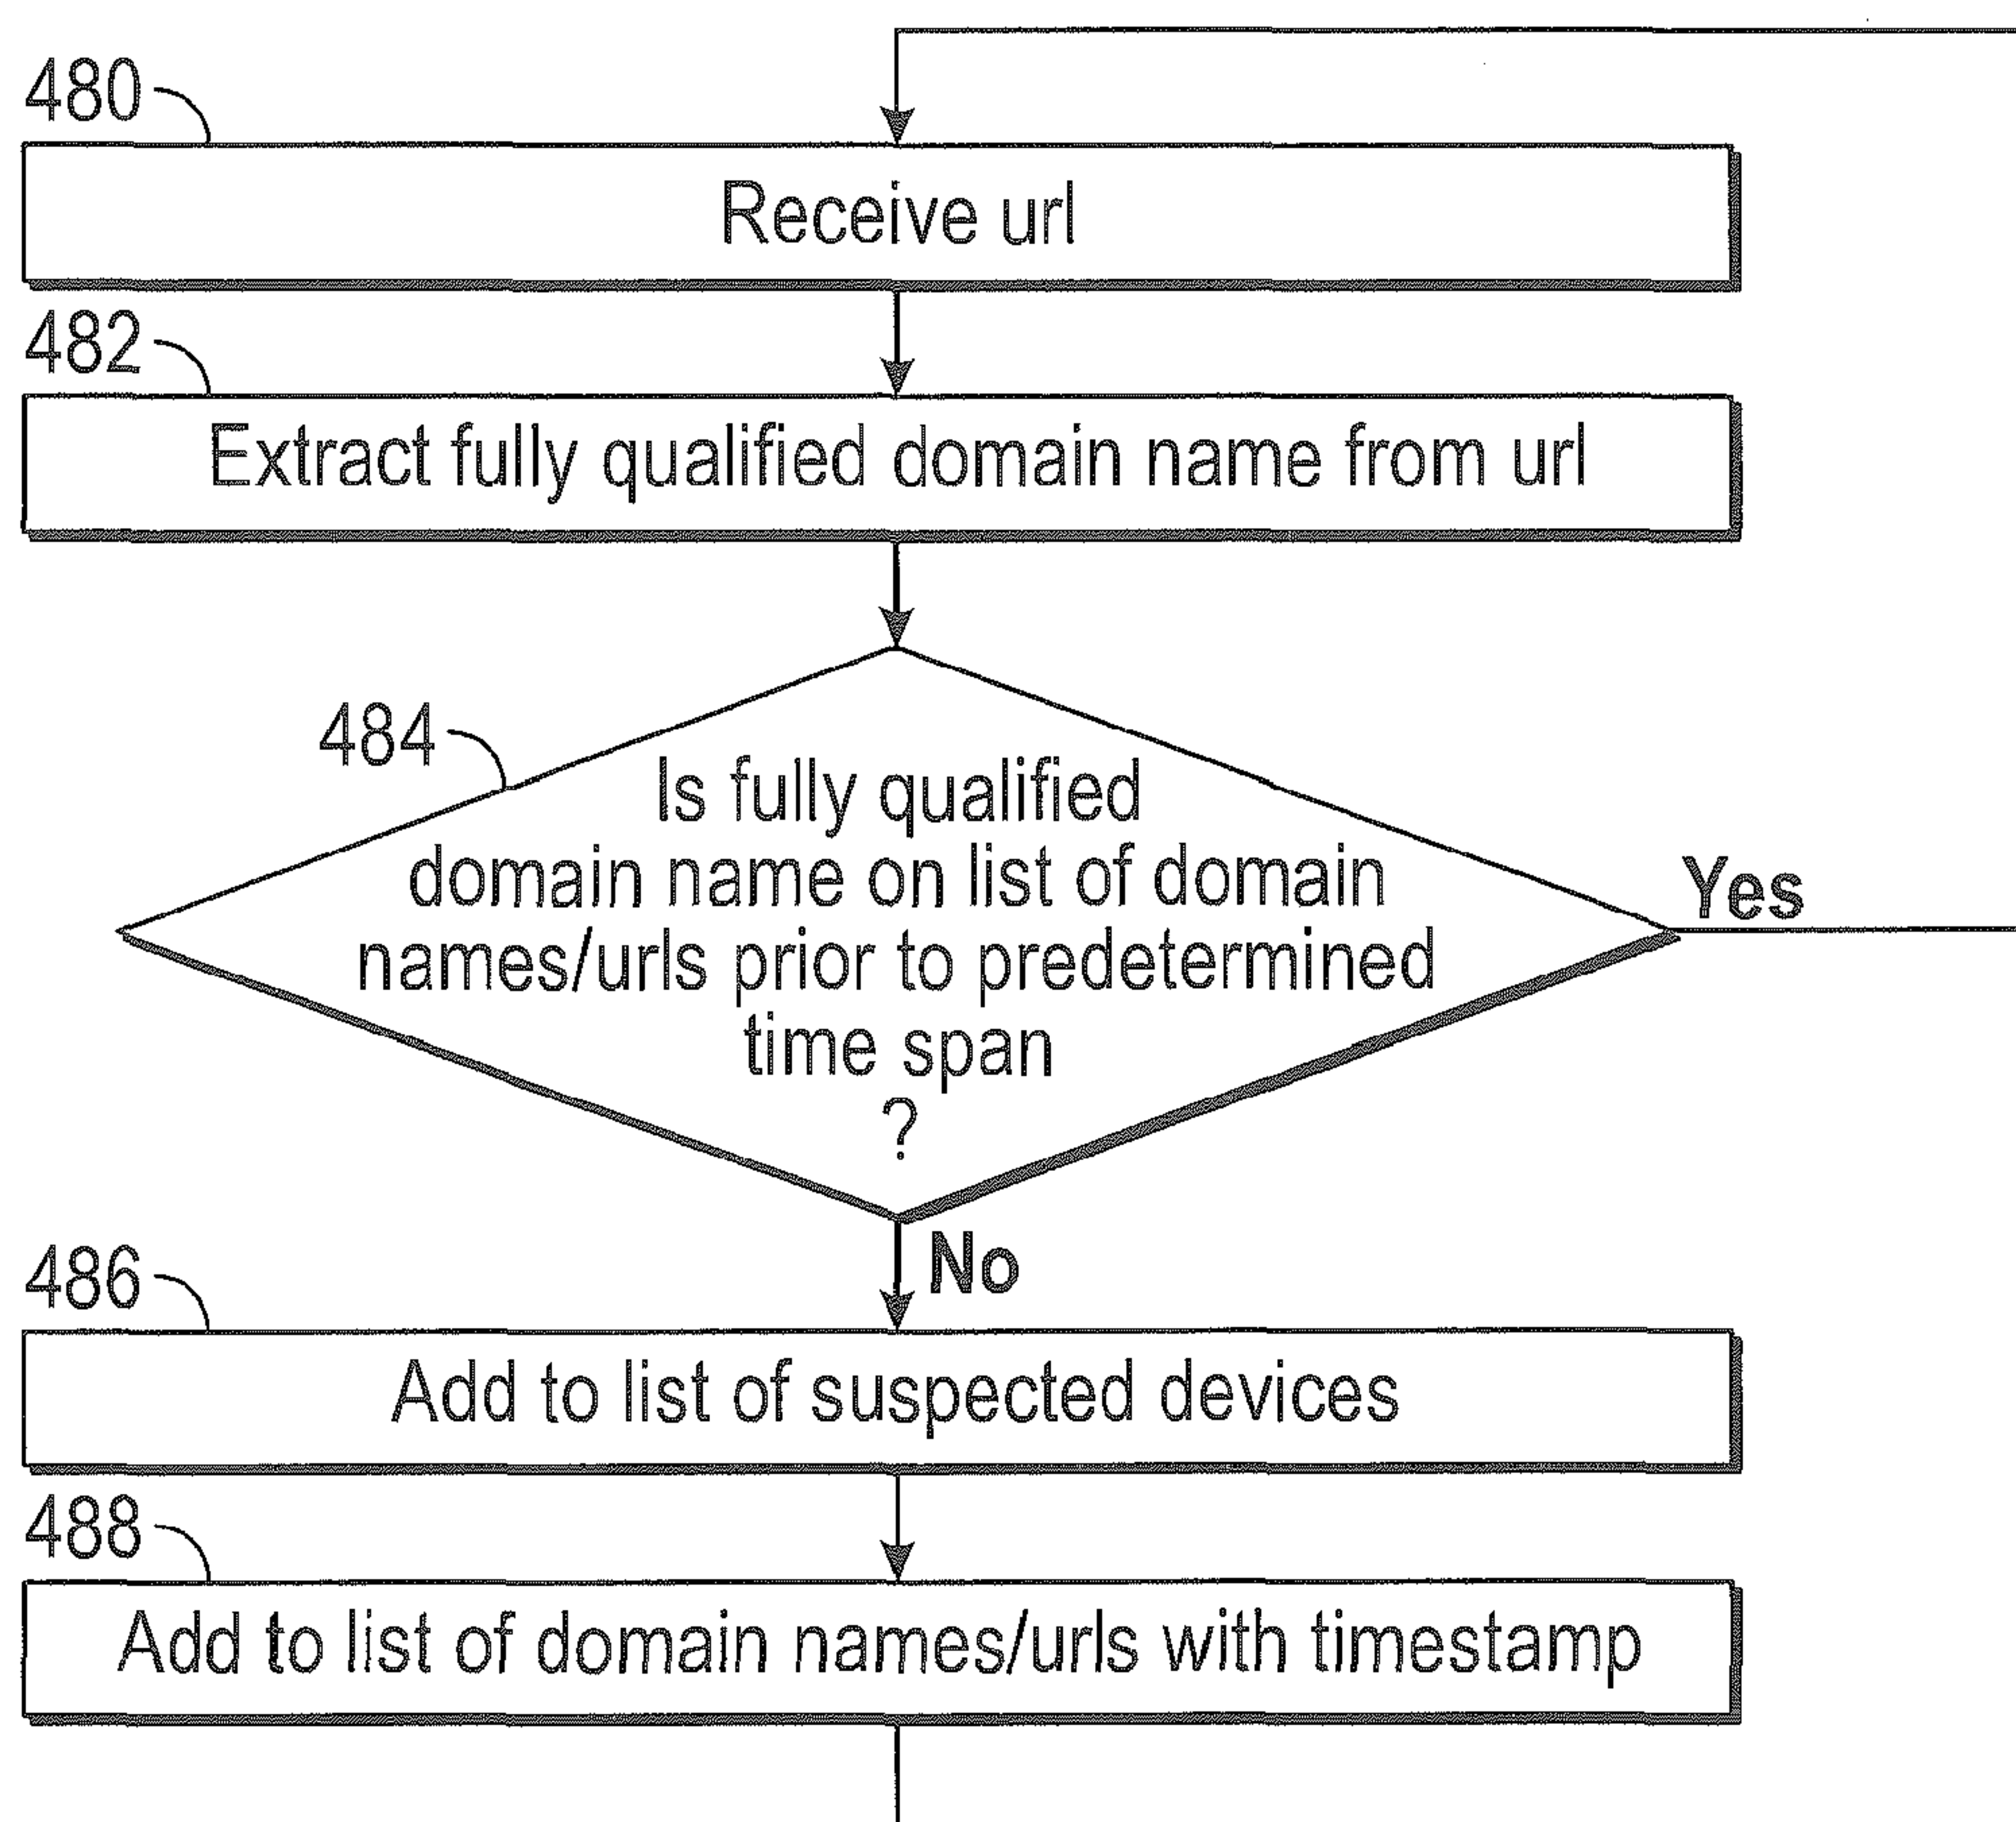 480
Receive url
482
Extract fully qualified domain name from url
484
Is fully qualified
domain name on list of domain
names/urls prior to predetermined
time span
?
Yes
No
486
Add to list of suspected devices
488
Add to list of domain names/urls with timestamp